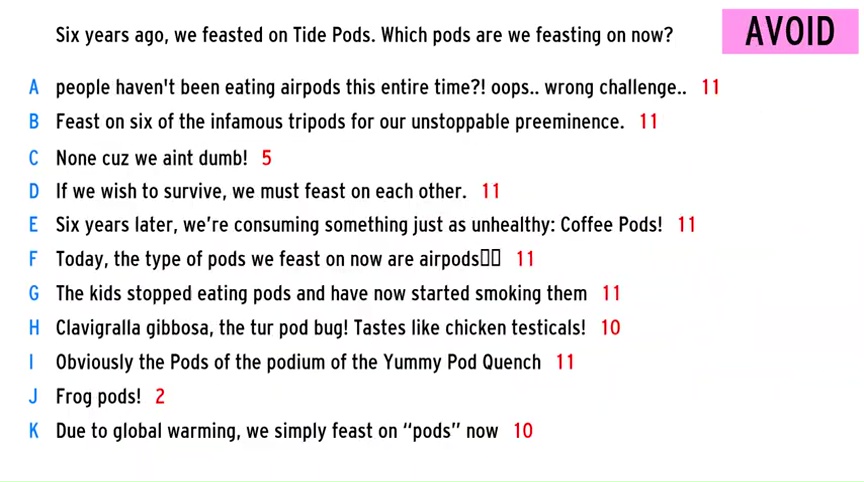 Six years ago, we feasted on Tide Pods. Which pods are we feasting on now?
AVOID
A people haven't been eating airpods this entire time?! oops.. wrong challenge.. 11
B Feast on six of the infamous tripods for our unstoppable preeminence. 11
C None cuz we aint dumb! 5
D If we wish to survive, we must feast on each other. 11
E Six years later, we’re consuming something just as unhealthy: Coffee Pods! 11
F Today, the type of pods we feast on now are airpods▯▯ 11
G The kids stopped eating pods and have now started smoking them 11
H Clavigralla gibbosa, the tur pod bug! Tastes like chicken testicals! 10
I Obviously the Pods of the podium of the Yummy Pod Quench 11
J Frog pods! 2
K Due to global warming, we simply feast on “pods” now 10